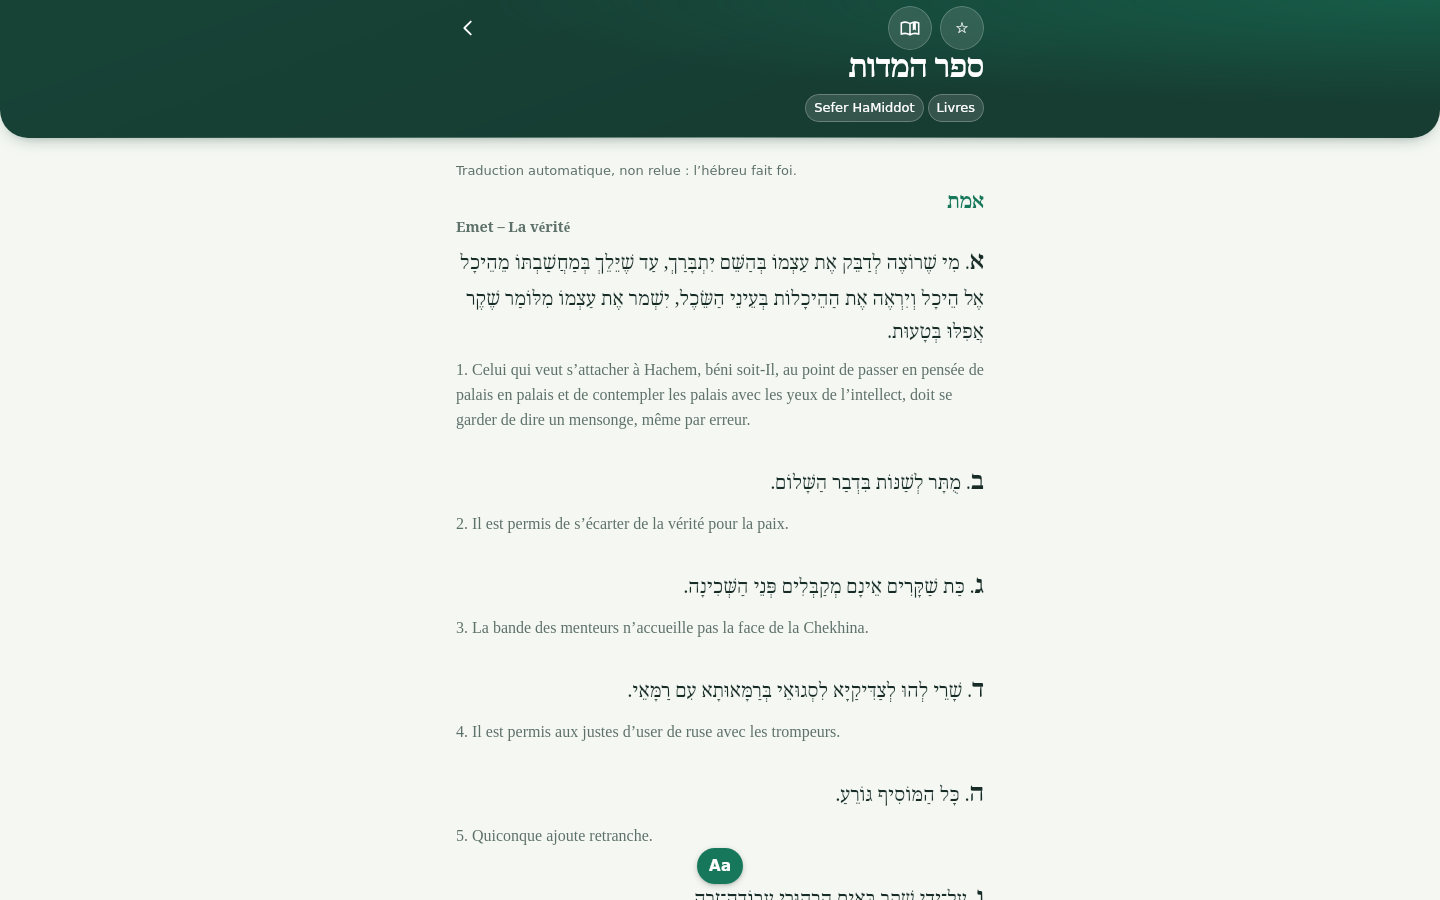 ספר המדות
Sefer HaMiddot
Livres
Traduction automatique, non relue : l’hébreu fait foi.
אמת
Emet – La vérité
א. מִי שֶׁרוֹצֶה לְדַבֵּק אֶת עַצְמוֹ בְּהַשֵּׁם יִתְבָּרַךְ, עַד שֶׁיֵּלֵךְ בְּמַחֲשַׁבְתּוֹ מֵהֵיכָל
אֶל הֵיכָל וְיִרְאֶה אֶת הַהֵיכָלוֹת בְּעֵינֵי הַשֵּׂכֶל, יִשְׁמֹר אֶת עַצְמוֹ מִלּוֹמַר שֶׁקֶר
אֲפִלּוּ בְּטָעוּת.
1. Celui qui veut s’attacher à Hachem, béni soit-Il, au point de passer en pensée de
palais en palais et de contempler les palais avec les yeux de l’intellect, doit se
garder de dire un mensonge, même par erreur.
ב. מֻתָּר לְשַׁנּוֹת בִּדְבַר הַשָּׁלוֹם.
2. Il est permis de s’écarter de la vérité pour la paix.
ג. כַּת שַׁקָּרִים אֵינָם מְקַבְּלִים פְּנֵי הַשְּׁכִינָה.
3. La bande des menteurs n’accueille pas la face de la Chekhina.
ד. שָׁרֵי לְהוּ לְצַדִּיקַיָּא לִסְגוּאֵי בְּרַמָּאוּתָא עִם רַמָּאֵי.
4. Il est permis aux justes d’user de ruse avec les trompeurs.
ה. כָּל הַמּוֹסִיף גּוֹרֵעַ.
5. Quiconque ajoute retranche.
Aa